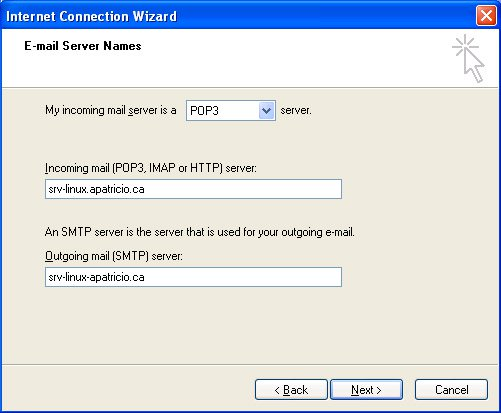 Internet Connection Wizard
E-mail Server Names
My incoming mail server is a POP3 server.
Incoming mail (POP3, IMAP or HTTP) server:
srv-linux.apatricio.ca
An SMTP server is the server that is used for your outgoing e-mail.
Outgoing mail (SMTP) server:
srv-linux-apatricio.ca
< Back Next > Cancel